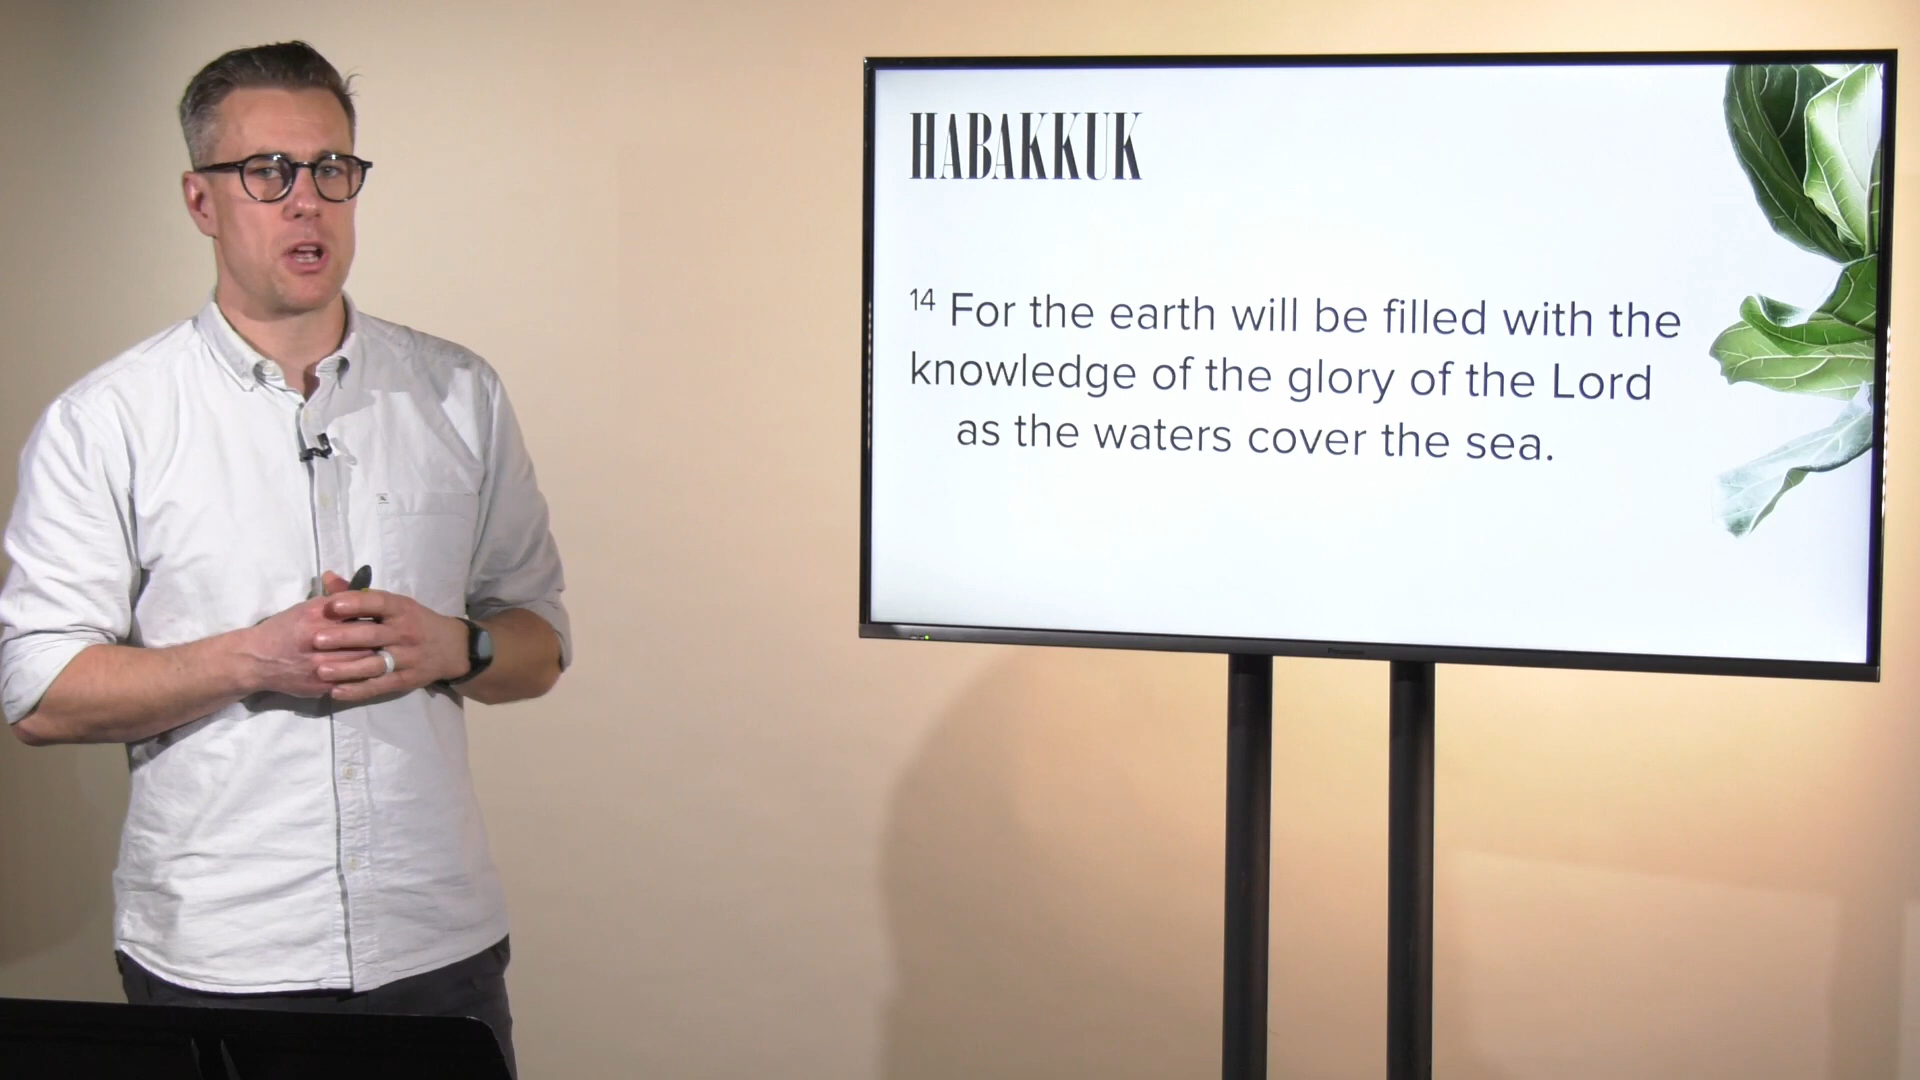 HABAKKUK
14 For the earth will be filled with the
knowledge of the glory of the Lord
as the waters cover the sea.
Panasonic